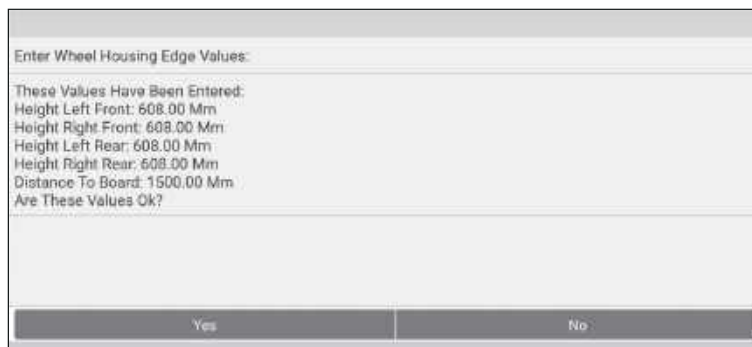 Enter Wheel Housing Edge Values:
These Values Have Been Entered:
Height Left Front: 608.00 Mm
Height Right Front: 608.00 Mm
Height Left Rear: 608.00 Mm
Height Right Rear: 608.00 Mm
Distance To Board: 1500.00 Mm
Are These Values Ok?
Yes
No